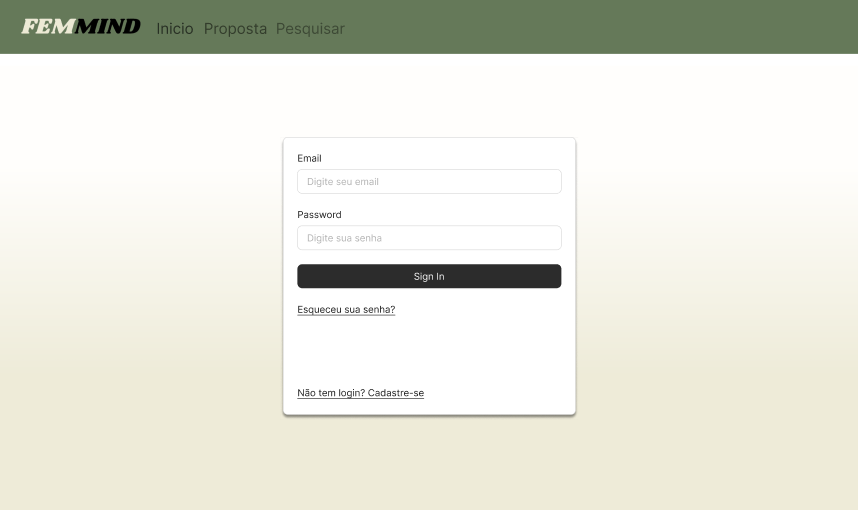 FEMMIND Inicio Proposta Pesquisar
Email
Digite seu email
Password
Digite sua senha
Sign In
Esqueceu sua senha?
Não tem login? Cadastre-se